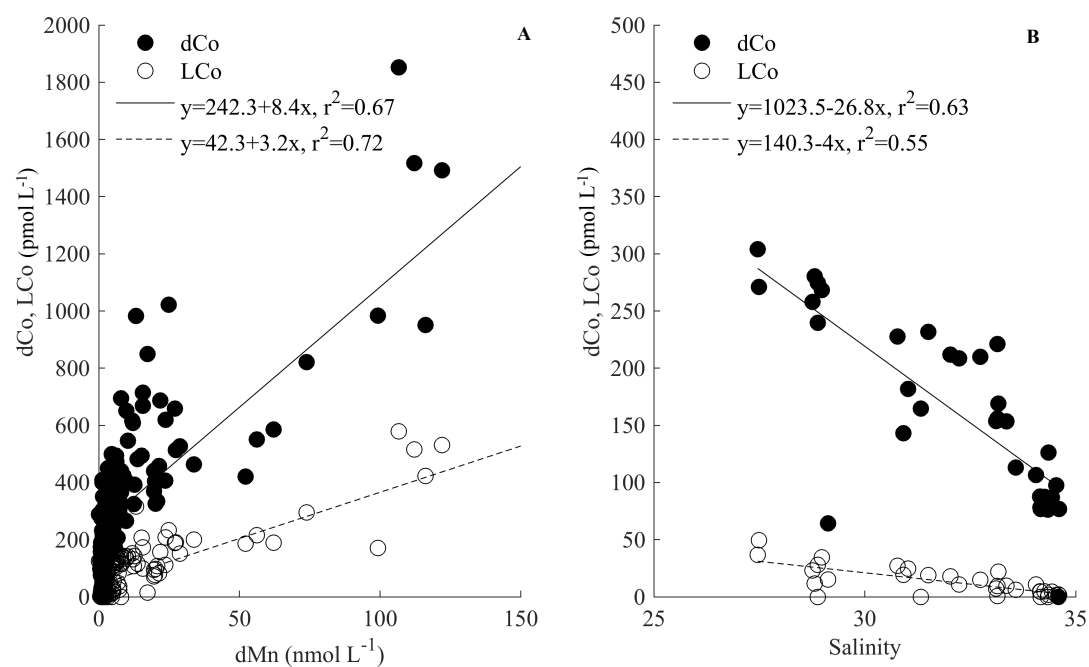 A
dCo
LCo
y=242.3+8.4x, r²=0.67
y=42.3+3.2x, r²=0.72
2000
1800
1600
1400
1200
1000
800
600
400
200
0
dCo, LCo (pmol L⁻¹)
0 50 100 150
dMn (nmol L⁻¹)
B
dCo
LCo
y=1023.5-26.8x, r²=0.63
y=140.3-4x, r²=0.55
500
450
400
350
300
250
200
150
100
50
0
dCo, LCo (pmol L⁻¹)
25 30 35
Salinity